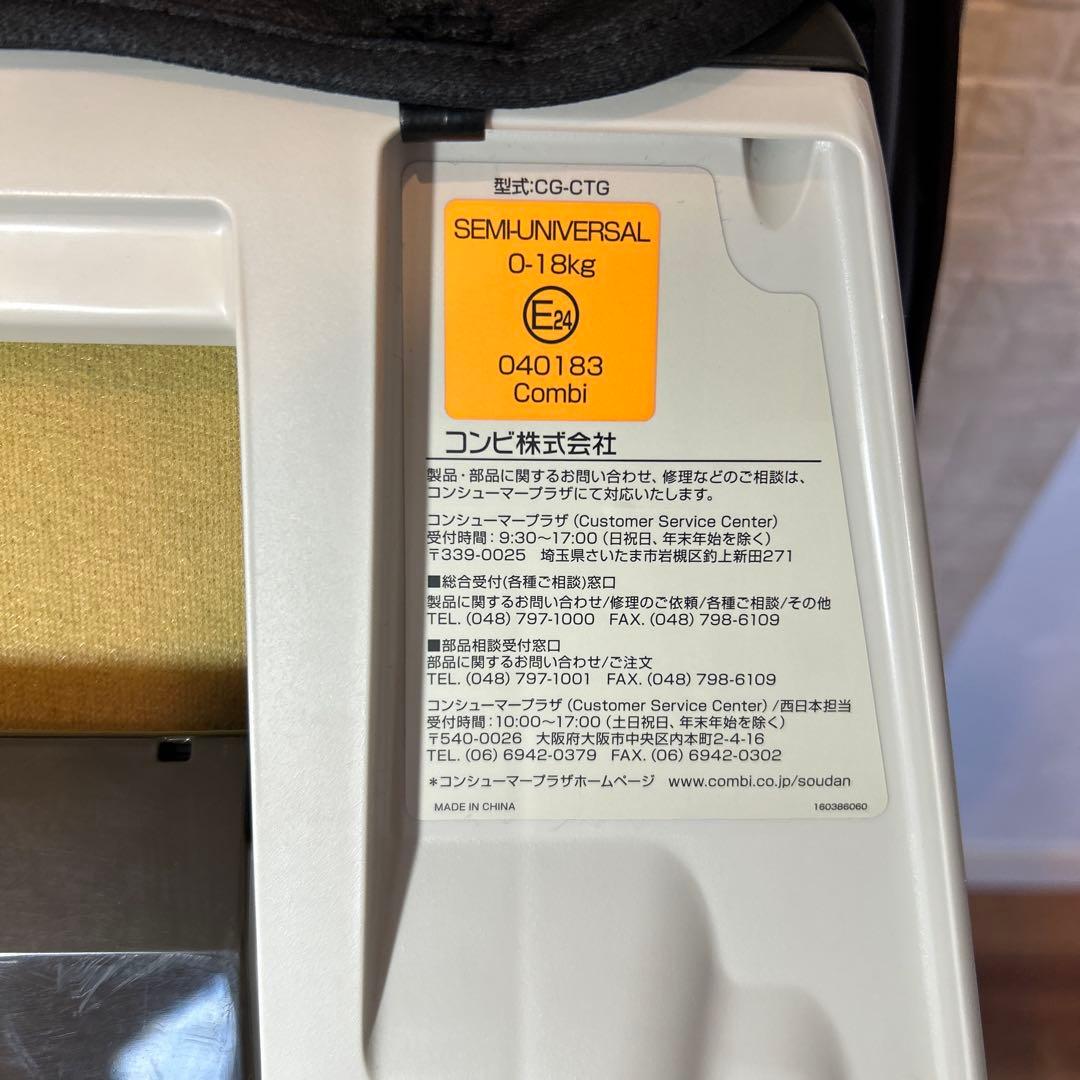 型式:CG-CTG
SEMI-UNIVERSAL
0-18kg
E24
040183
Combi
コンビ株式会社
製品・部品に関するお問い合わせ、修理などのご相談は、
コンシューマープラザにて対応いたします。
コンシューマープラザ (Customer Service Center)
受付時間:9:30〜17:00 (日祝日、年末年始を除く)
〒339-0025 埼玉県さいたま市岩槻区釣上新田271
■総合受付(各種ご相談)窓口
製品に関するお問い合わせ/修理のご依頼/各種ご相談/その他
TEL. (048) 797-1000 FAX. (048) 798-6109
■部品相談受付窓口
部品に関するお問い合わせ/ご注文
TEL. (048) 797-1001 FAX. (048) 798-6109
コンシューマープラザ (Customer Service Center) /西日本担当
受付時間:10:00〜17:00 (土日祝日、年末年始を除く)
〒540-0026 大阪府大阪市中央区内本町2-4-16
TEL. (06) 6942-0379 FAX. (06) 6942-0302
*コンシューマープラザホームページ www.combi.co.jp/soudan
MADE IN CHINA 160386060